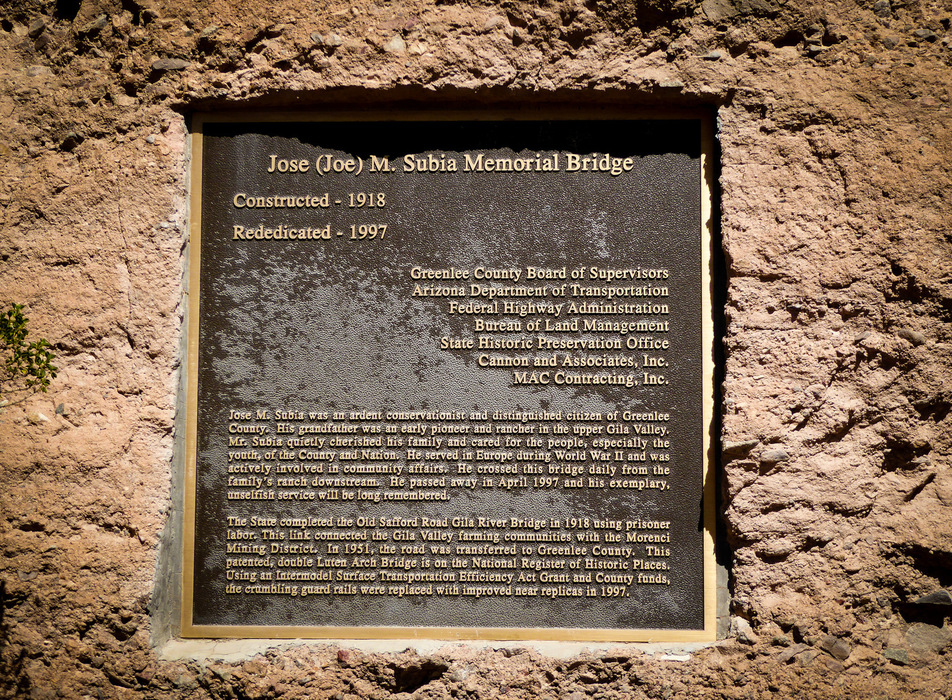 Jose (Joe) M. Subia Memorial Bridge
Constructed - 1918
Rededicated - 1997
Greenlee County Board of Supervisors
Arizona Department of Transportation
Federal Highway Administration
Bureau of Land Management
State Historic Preservation Office
Cannon and Associates, Inc.
MAC Contracting, Inc.
Jose M. Subia was an ardent conservationist and distinguished citizen of Greenlee
County. His grandfather was an early pioneer and rancher in the upper Gila Valley.
Mr. Subia quietly cherished his family and cared for the people, especially the
youth, of the County and Nation. He served in Europe during World War II and was
actively involved in community affairs. He crossed this bridge daily from the
family's ranch downstream. He passed away in April 1997 and his exemplary,
unselfish service will be long remembered.
The State completed the Old Safford Road Gila River Bridge in 1918 using prisoner
labor. This link connected the Gila Valley farming communities with the Morenci
Mining District. In 1951, the road was transferred to Greenlee County. This
patented, double Luten Arch Bridge is on the National Register of Historic Places.
Using an Intermodel Surface Transportation Efficiency Act Grant and County funds,
the crumbling guard rails were replaced with improved near replicas in 1997.